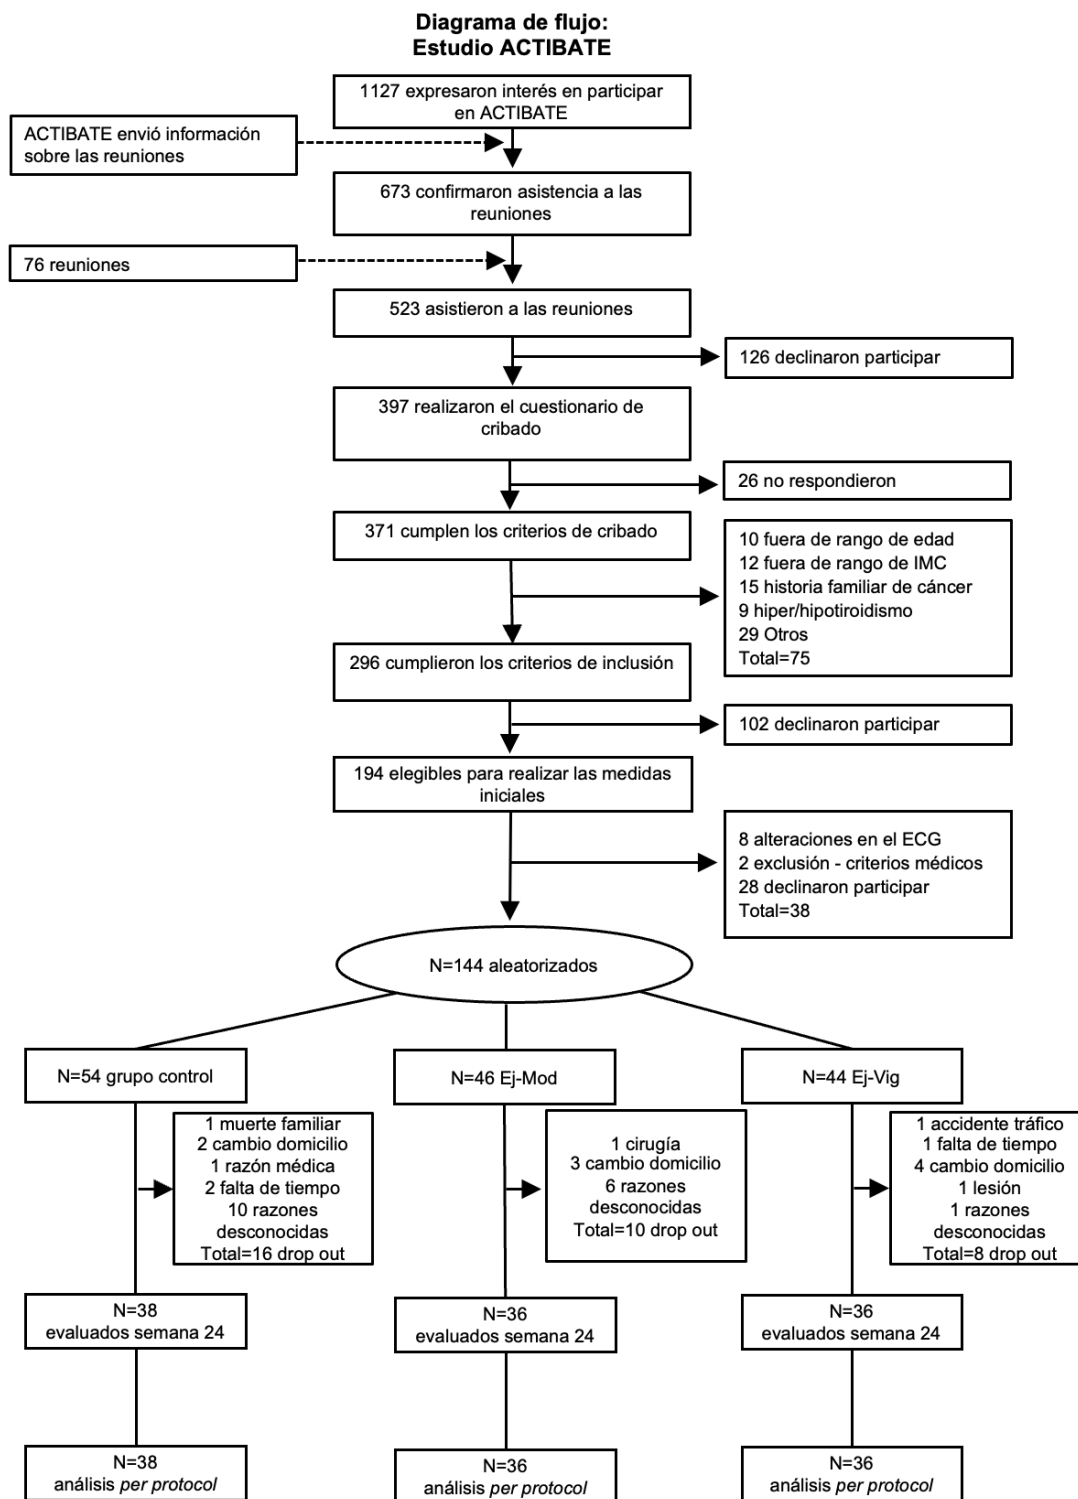 Diagrama de flujo:
Estudio ACTIBATE
1127 expresaron interés en participar
en ACTIBATE
ACTIBATE envió información
sobre las reuniones
673 confirmaron asistencia a las
reuniones
76 reuniones
523 asistieron a las reuniones
126 declinaron participar
397 realizaron el cuestionario de
cribado
26 no respondieron
371 cumplen los criterios de cribado
10 fuera de rango de edad
12 fuera de rango de IMC
15 historia familiar de cáncer
9 hiper/hipotiroidismo
29 Otros
Total=75
296 cumplieron los criterios de inclusión
102 declinaron participar
194 elegibles para realizar las medidas
iniciales
8 alteraciones en el ECG
2 exclusión - criterios médicos
28 declinaron participar
Total=38
N=144 aleatorizados
N=54 grupo control
N=46 Ej-Mod
N=44 Ej-Vig
1 muerte familiar
2 cambio domicilio
1 razón médica
2 falta de tiempo
10 razones
desconocidas
Total=16 drop out
1 cirugía
3 cambio domicilio
6 razones
desconocidas
Total=10 drop out
1 accidente tráfico
1 falta de tiempo
4 cambio domicilio
1 lesión
1 razones
desconocidas
Total=8 drop out
N=38
evaluados semana 24
N=36
evaluados semana 24
N=36
evaluados semana 24
N=38
análisis per protocol
N=36
análisis per protocol
N=36
análisis per protocol